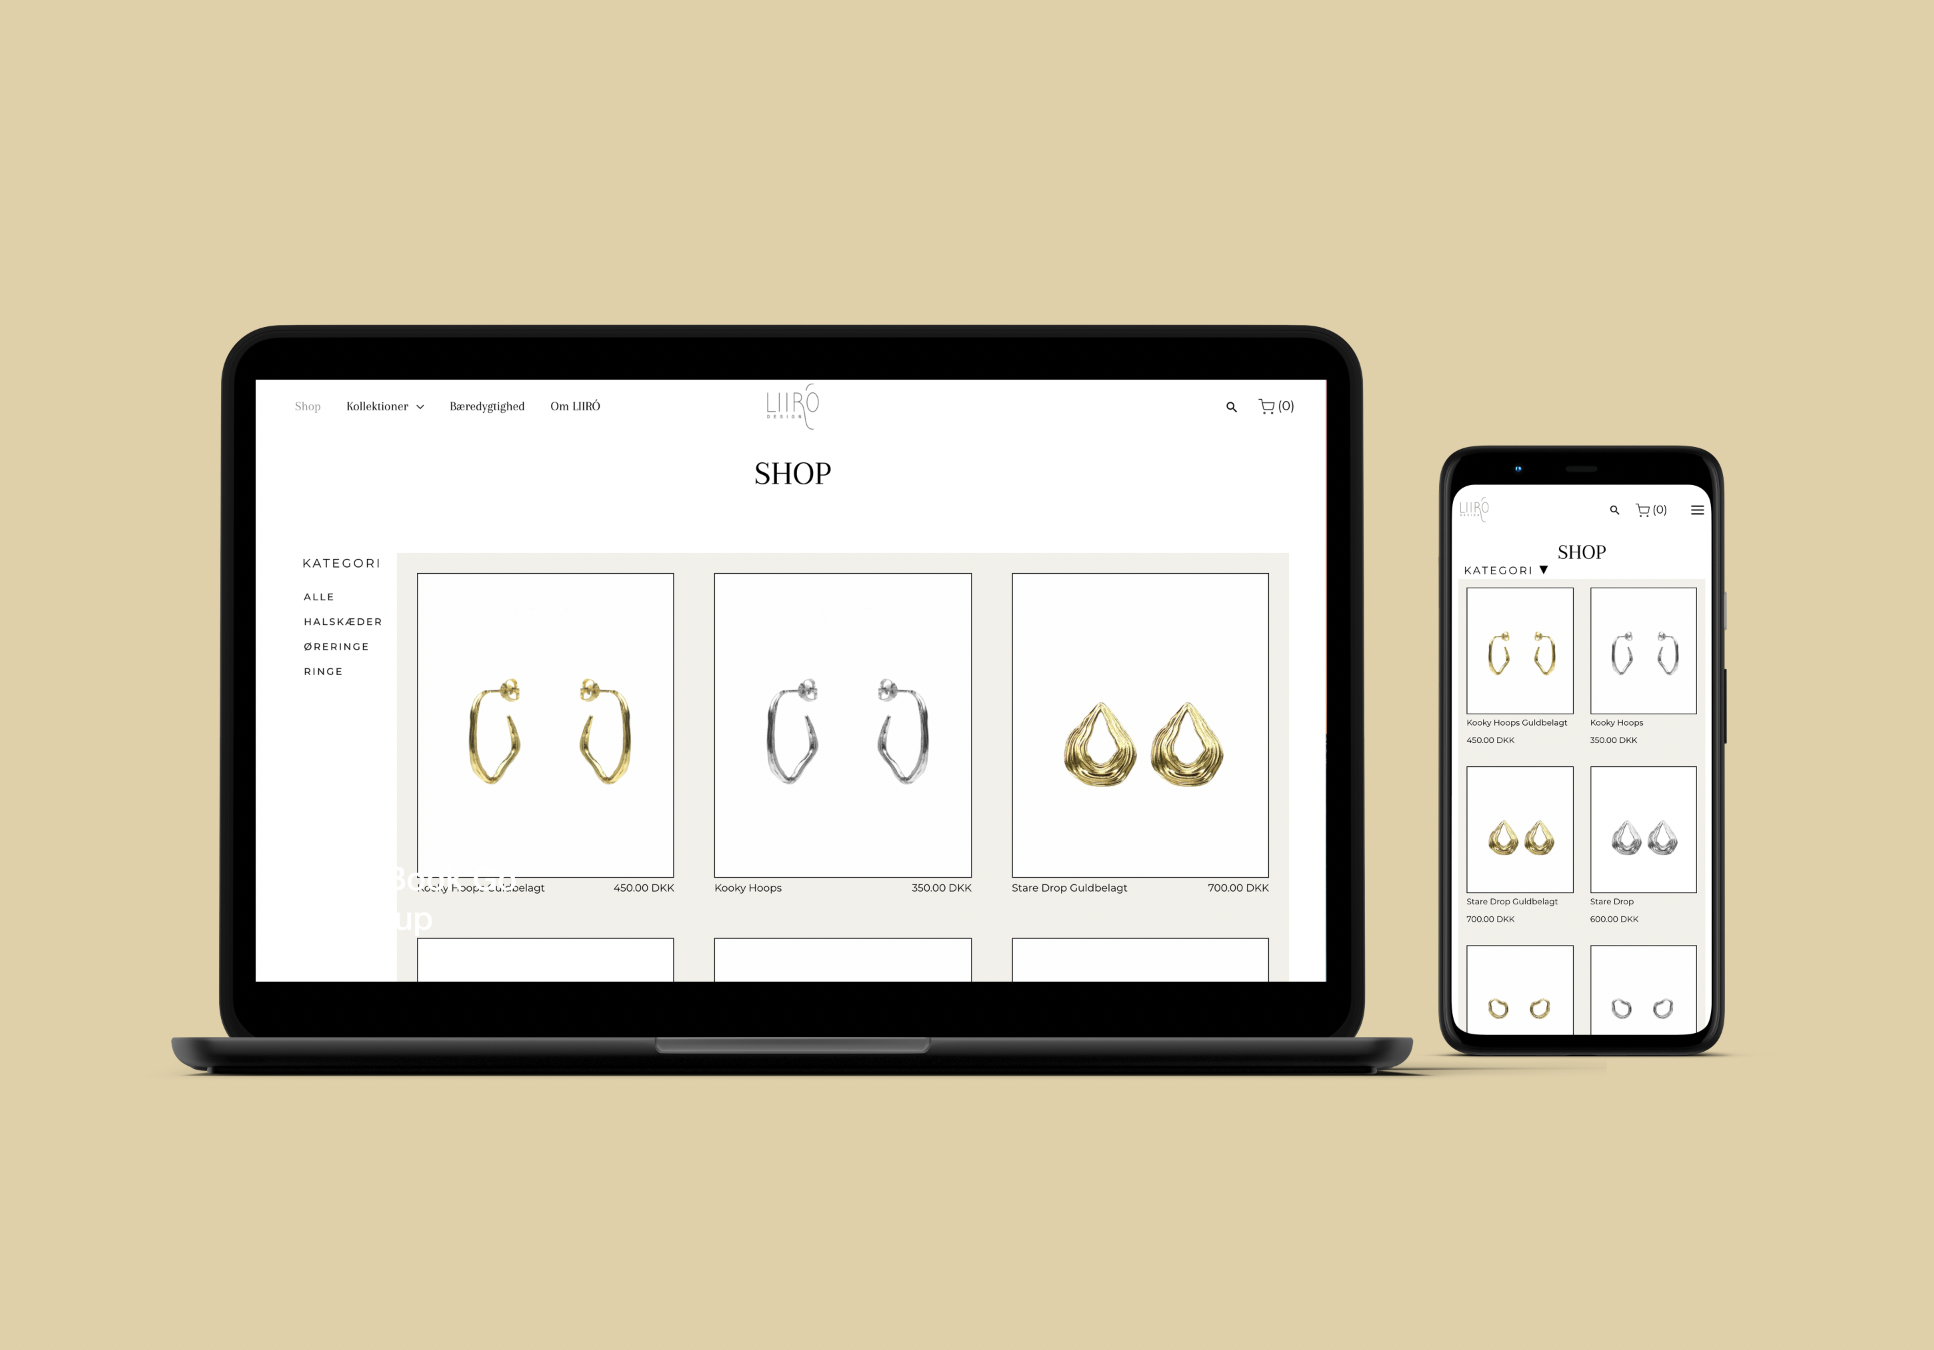 Shop Kollektioner Bæredygtighed Om LIIRÓ
LIIRÓ
DESIGN
(0)
SHOP
KATEGORI
ALLE
HALSKÆDER
ØRERINGE
RINGE
Kooky Hoops Guldbelagt 450.00 DKK
Kooky Hoops 350.00 DKK
Stare Drop Guldbelagt 700.00 DKK
up
LIIRÓ
DESIGN
(0)
SHOP
KATEGORI ▼
Kooky Hoops Guldbelagt
450.00 DKK
Kooky Hoops
350.00 DKK
Stare Drop Guldbelagt
700.00 DKK
Stare Drop
600.00 DKK